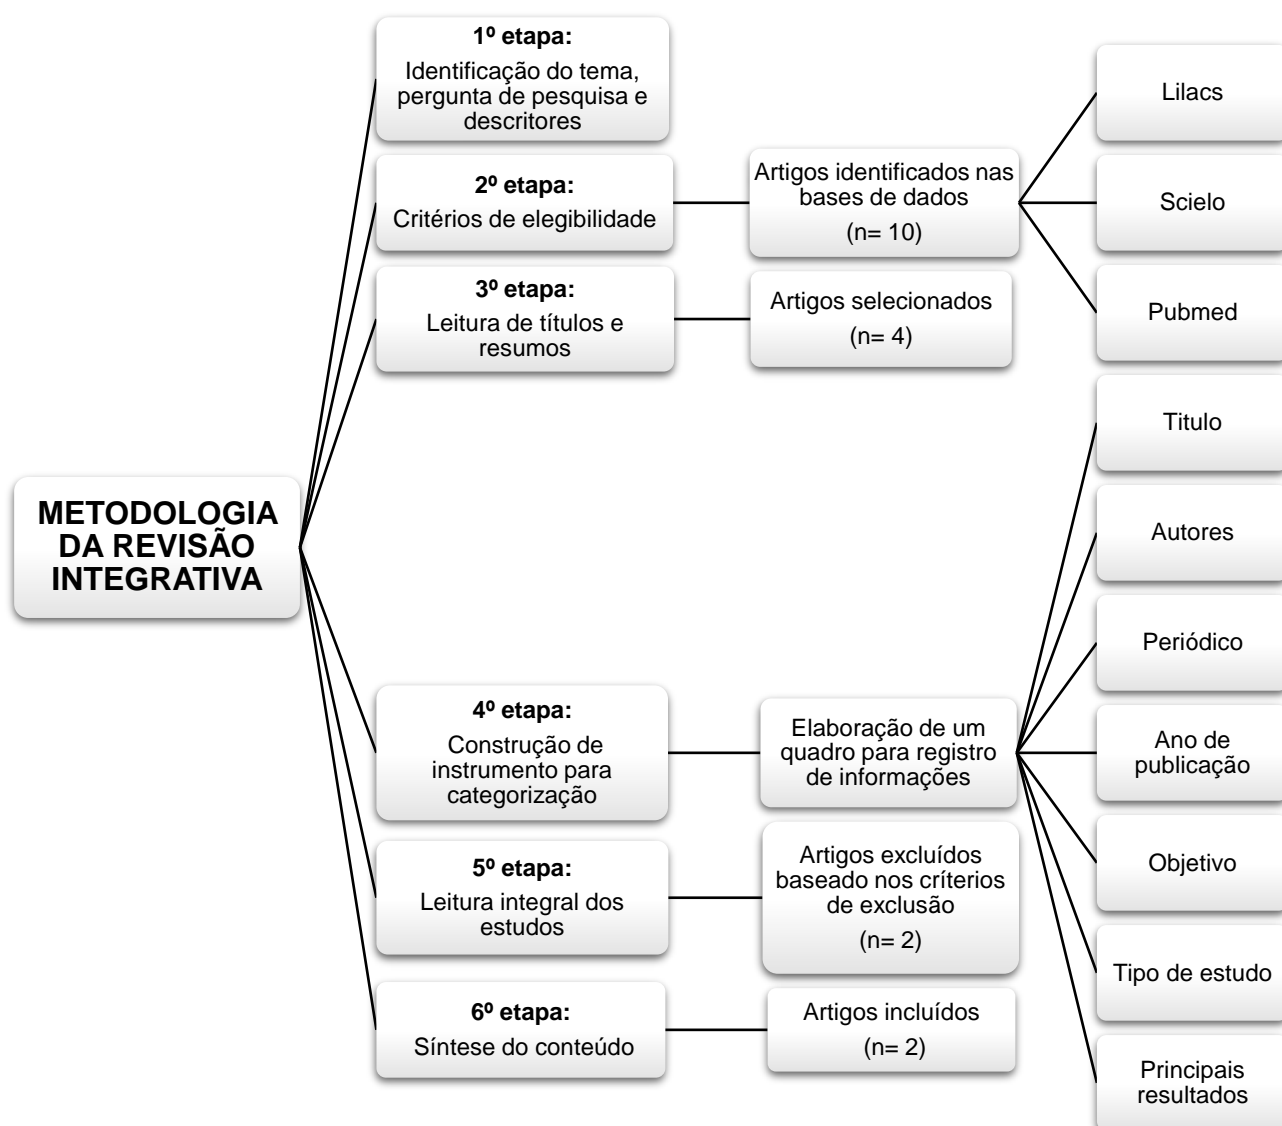 METODOLOGIA
DA REVISÃO
INTEGRATIVA
1º etapa:
Identificação do tema,
pergunta de pesquisa e
descritores
2º etapa:
Critérios de elegibilidade
Artigos identificados nas
bases de dados
(n= 10)
Lilacs
Scielo
Pubmed
3º etapa:
Leitura de títulos e
resumos
Artigos selecionados
(n= 4)
4º etapa:
Construção de
instrumento para
categorização
Elaboração de um
quadro para registro
de informações
Titulo
Autores
Periódico
Ano de
publicação
Objetivo
Tipo de estudo
Principais
resultados
5º etapa:
Leitura integral dos
estudos
Artigos excluídos
baseado nos críterios
de exclusão
(n= 2)
6º etapa:
Síntese do conteúdo
Artigos incluídos
(n= 2)